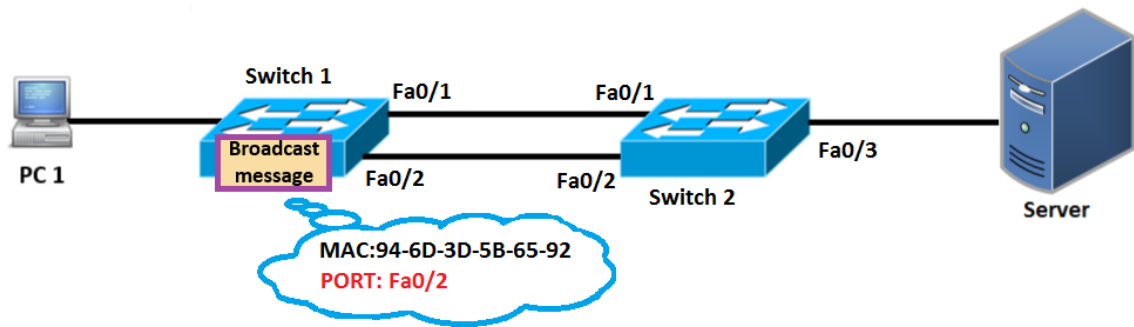 Switch 1
Fa0/1
Fa0/1
PC 1
Broadcast
message
Fa0/2
Fa0/2
Switch 2
Fa0/3
Server
MAC:94-6D-3D-5B-65-92
PORT: Fa0/2